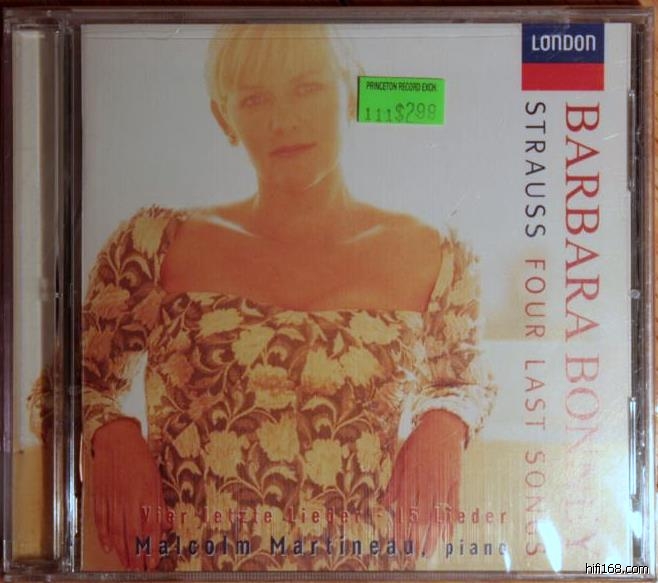 LONDON
PRINCETON RECORD EXCH.
111$2.98
BARBARA BONNEY
STRAUSS FOUR LAST SONGS
Vier letzte Lieder · 15 Lieder
Malcolm Martineau, piano
hifi168.com